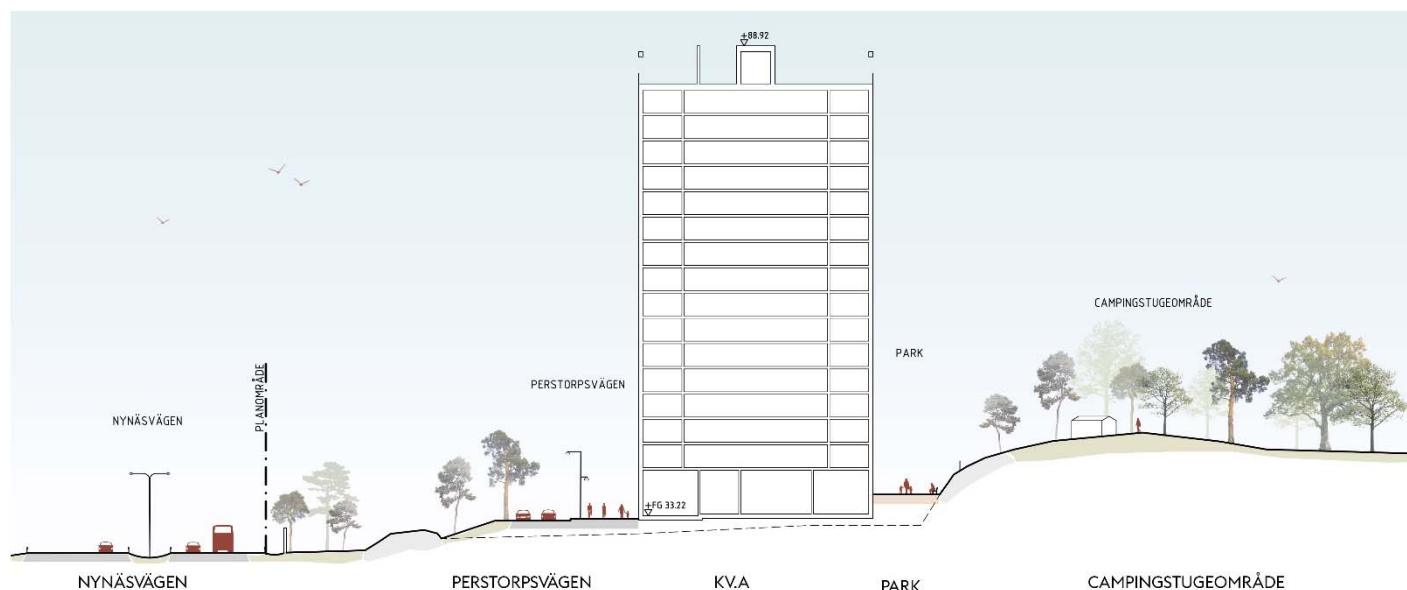 +88.92
CAMPINGSTUGEOMRÅDE
PARK
PERSTORPSVÄGEN
PLANOMRÅDE
NYNÄSVÄGEN
+FG 33.22
NYNÄSVÄGEN
PERSTORPSVÄGEN
KV.A
PARK
CAMPINGSTUGEOMRÅDE